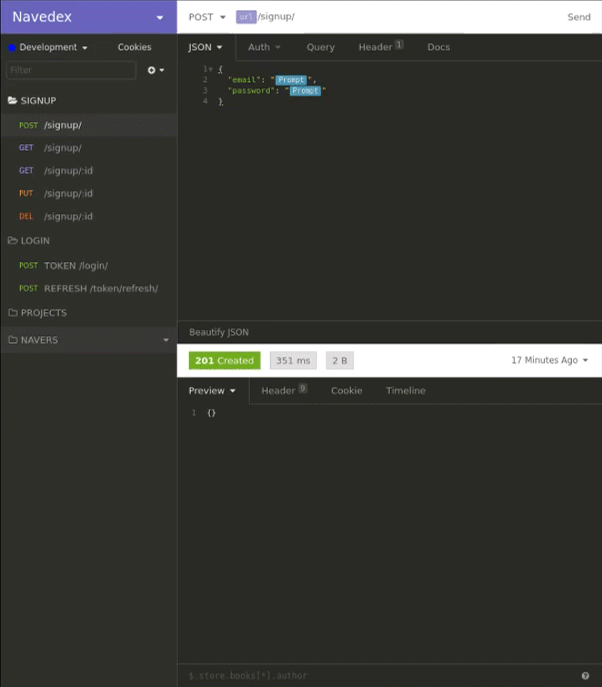 Navedex
Development
Cookies
Filter
SIGNUP
POST /signup/
GET /signup/
GET /signup/:id
PUT /signup/:id
DEL /signup/:id
LOGIN
POST TOKEN /login/
POST REFRESH /token/refresh/
PROJECTS
NAVERS
POST url /signup/ Send
JSON Auth Query Header 1 Docs
1 {
2 "email": "Prompt",
3 "password": "Prompt"
4 }
Beautify JSON
201 Created 351 ms 2 B 17 Minutes Ago
Preview Header 9 Cookie Timeline
1 {}
$.store.books[*].author